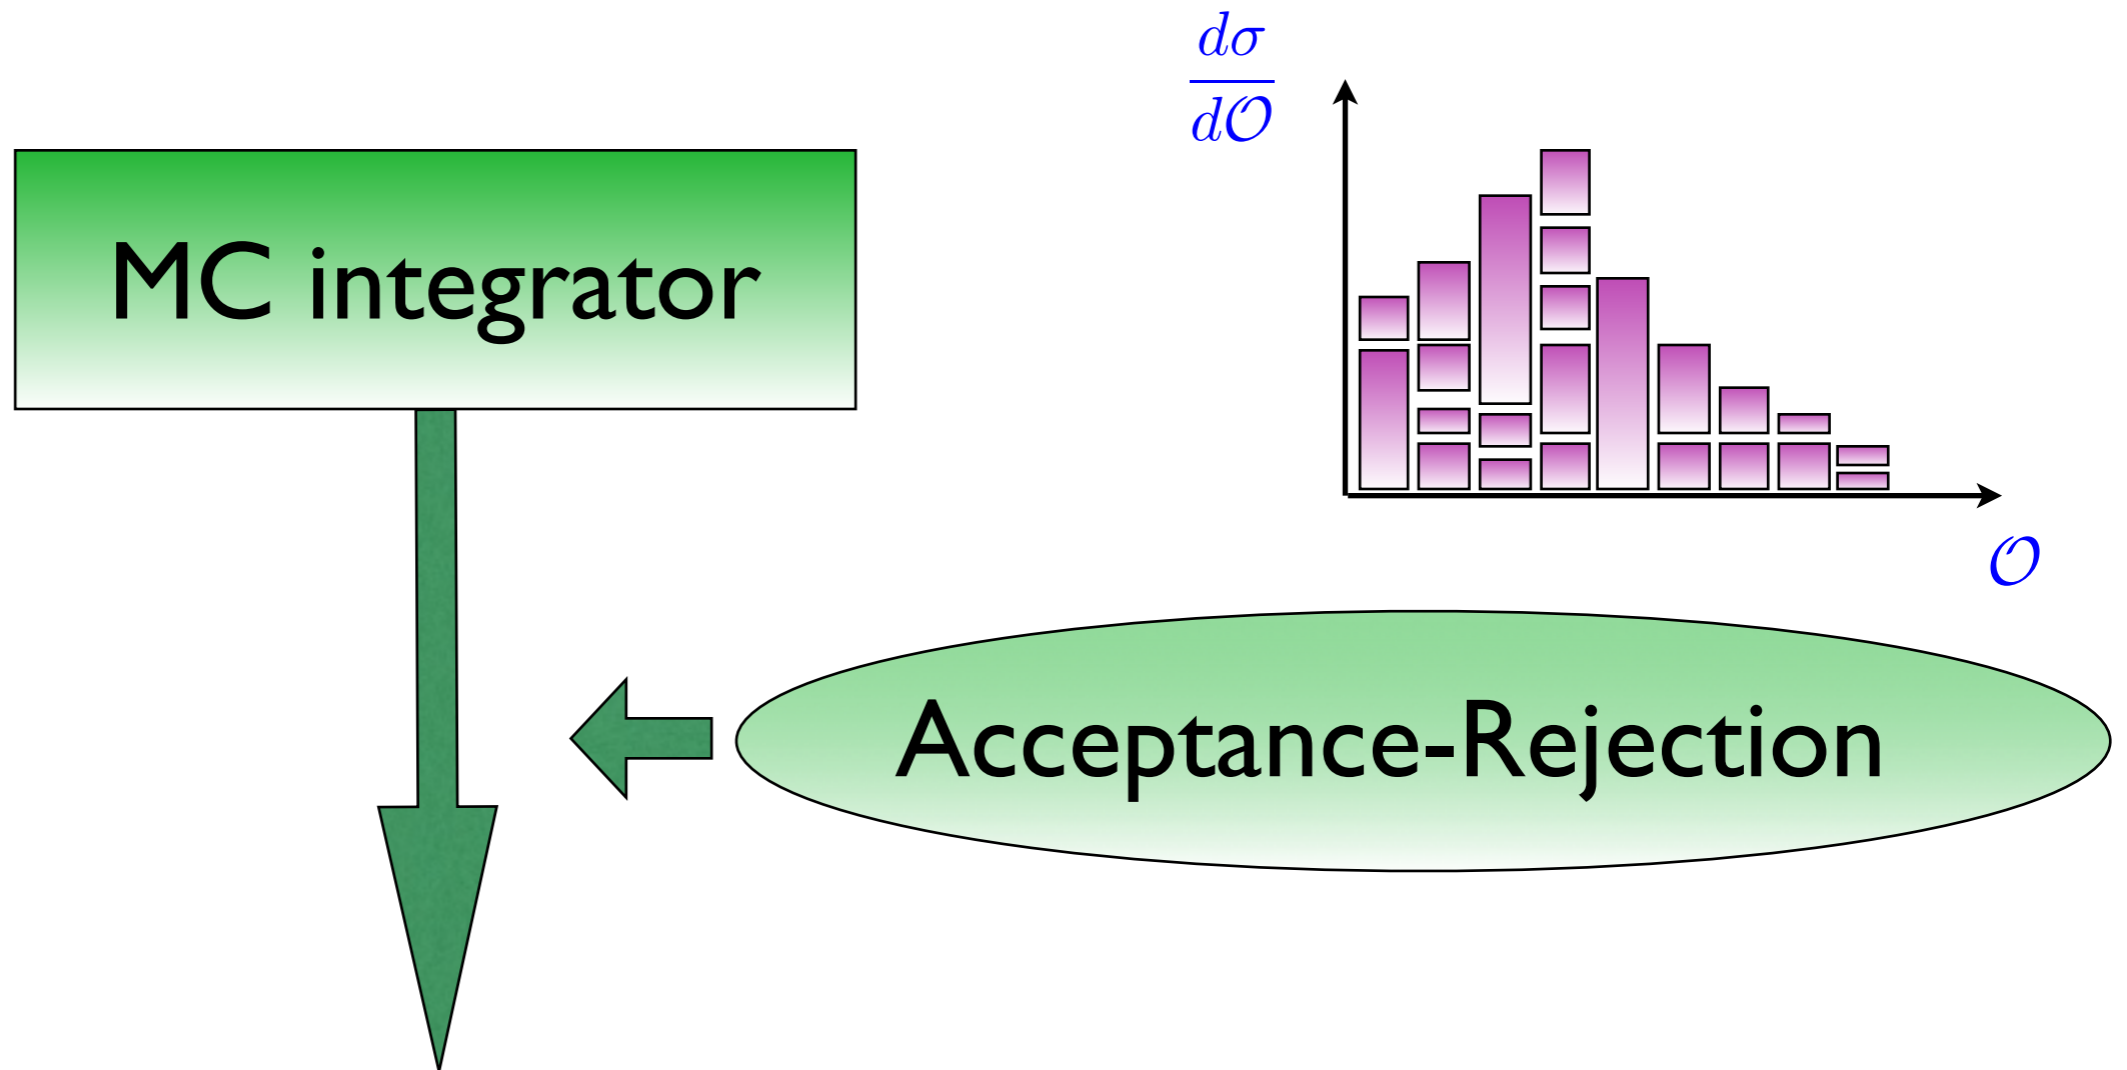 dσ
d𝒪
MC integrator
𝒪
Acceptance-Rejection